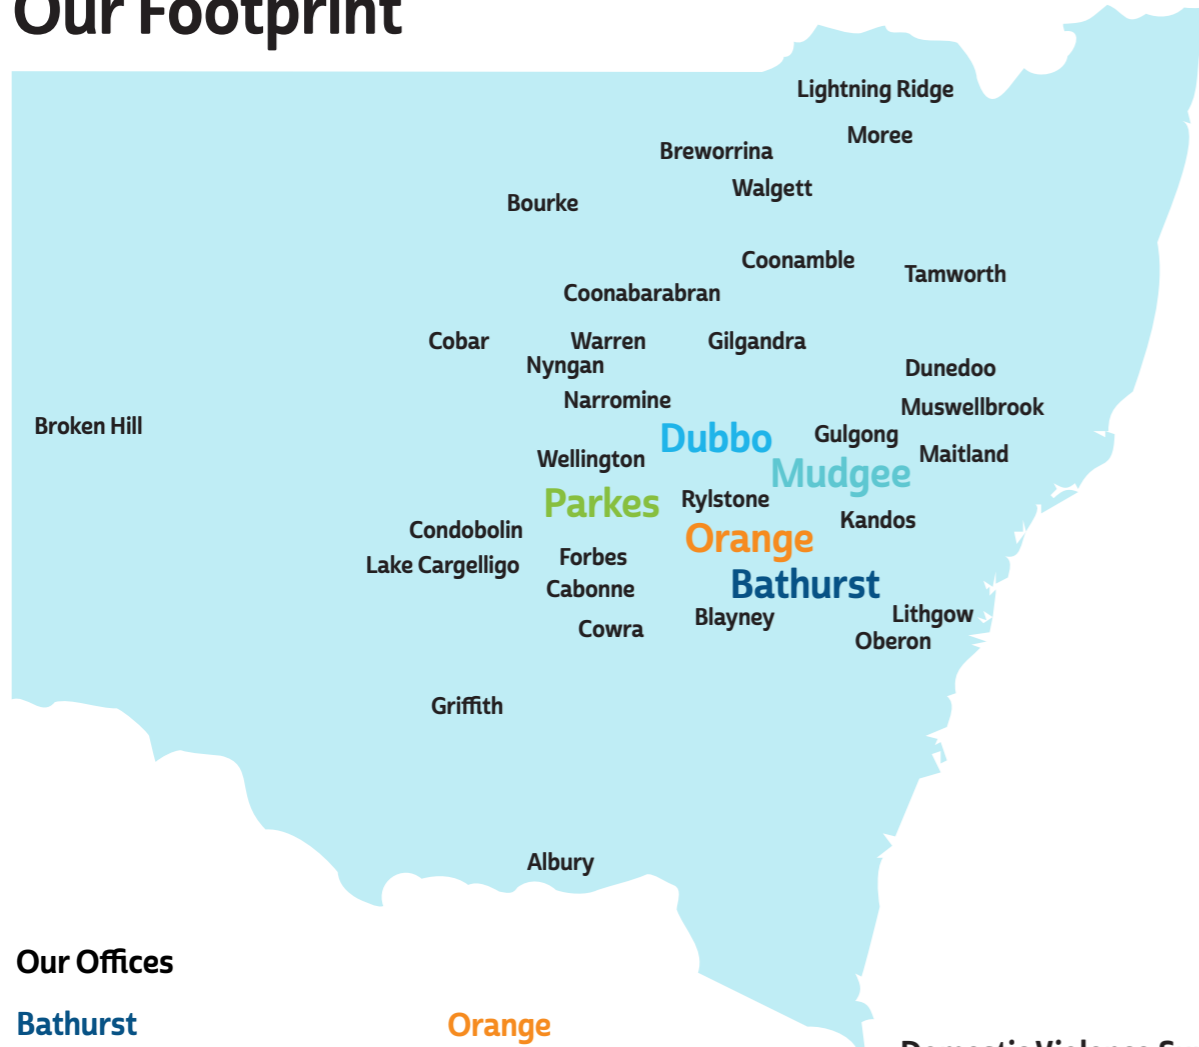 Our Footprint
Lightning Ridge
Moree
Breworrina
Walgett
Bourke
Coonamble
Tamworth
Coonabarabran
Cobar
Warren
Gilgandra
Nyngan
Dunedoo
Narromine
Muswellbrook
Broken Hill
Dubbo
Gulgong
Maitland
Wellington
Mudgee
Parkes
Rylstone
Kandos
Condobolin
Orange
Forbes
Lake Cargelligo
Bathurst
Cabonne
Blayney
Lithgow
Cowra
Oberon
Griffith
Albury
Our Offices
Bathurst
Orange
Domestic Violence